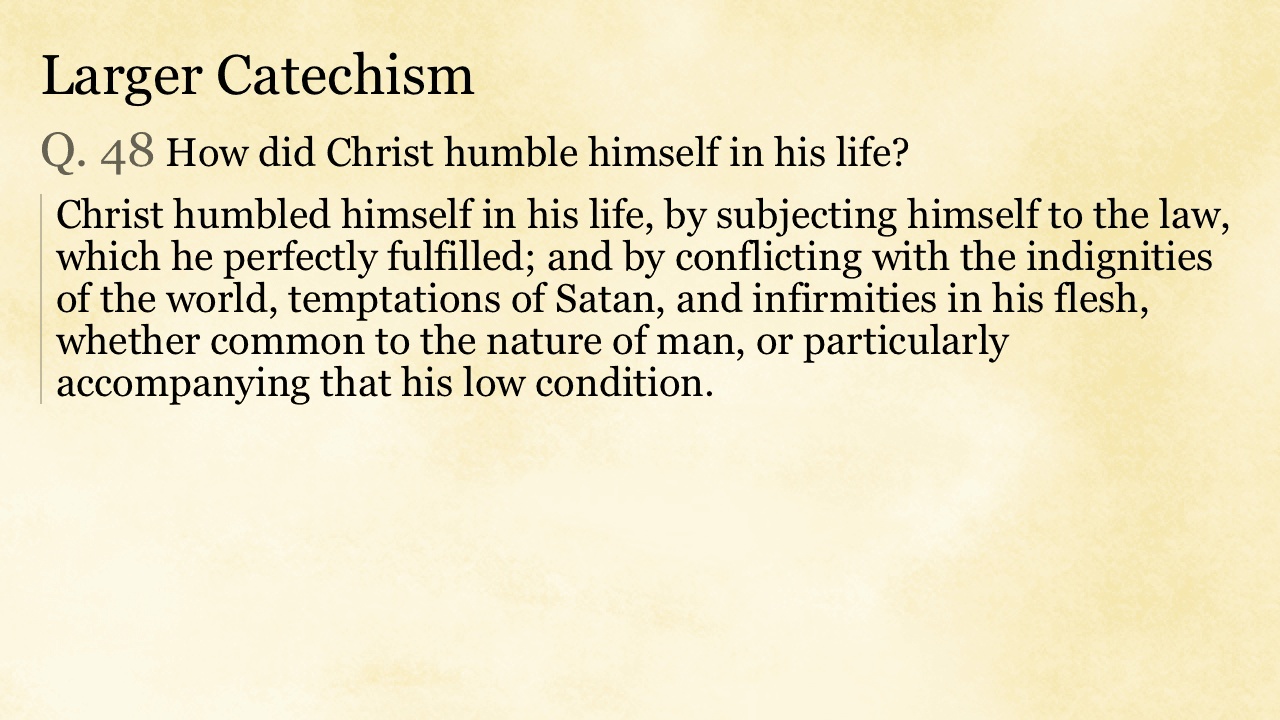 Larger Catechism
Q. 48 How did Christ humble himself in his life?
Christ humbled himself in his life, by subjecting himself to the law,
which he perfectly fulfilled; and by conflicting with the indignities
of the world, temptations of Satan, and infirmities in his flesh,
whether common to the nature of man, or particularly
accompanying that his low condition.